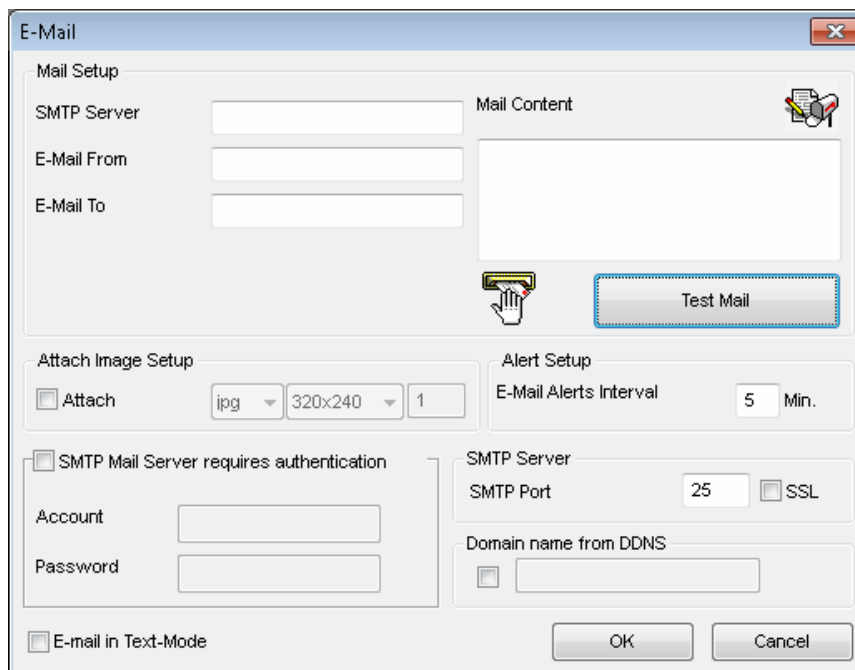 E-Mail
Mail Setup
SMTP Server
E-Mail From
E-Mail To
Mail Content
Test Mail
Attach Image Setup
Attach
jpg
320x240
1
Alert Setup
E-Mail Alerts Interval
5 Min.
SMTP Mail Server requires authentication
Account
Password
SMTP Server
SMTP Port
25
SSL
Domain name from DDNS
E-mail in Text-Mode
OK
Cancel